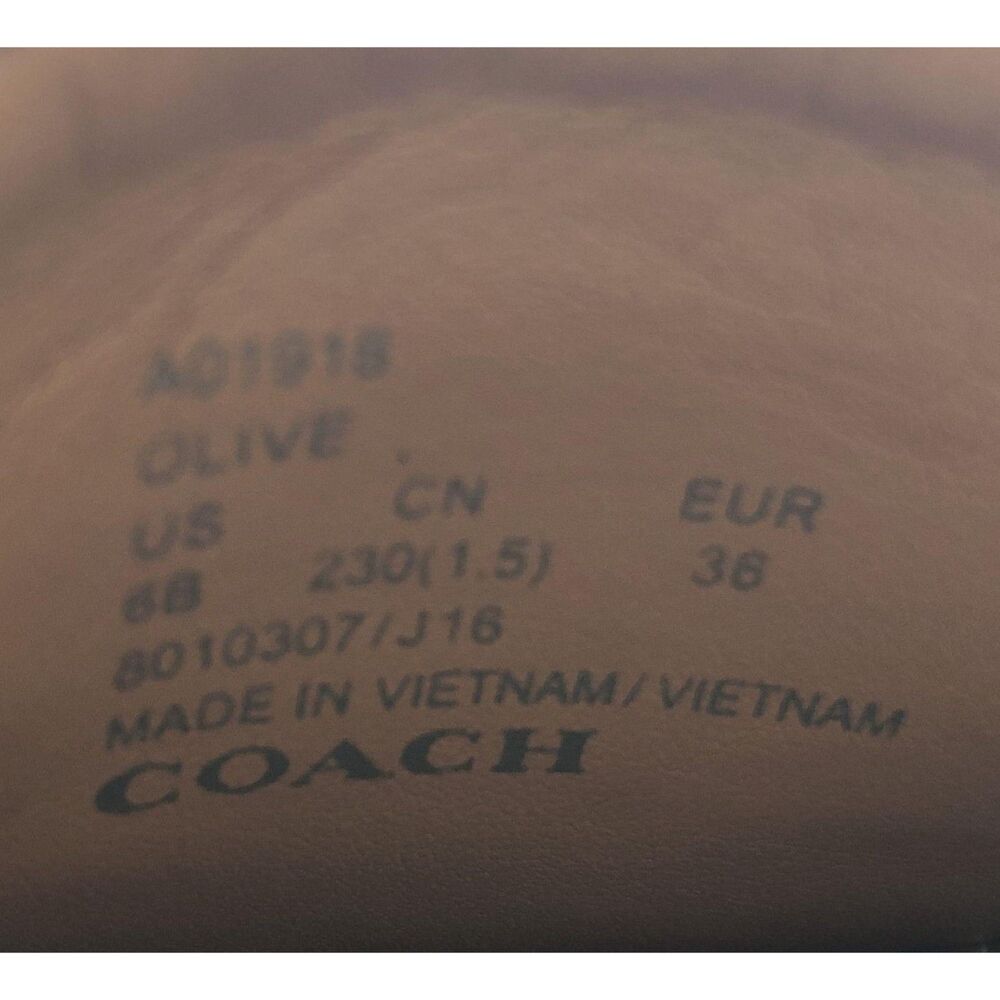 A01918
OLIVE
US CN EUR
6B 230(1.5) 36
8010307/J16
MADE IN VIETNAM/VIETNAM
COACH